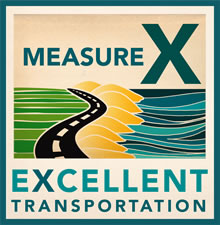 MEASURE X
EXCELLENT
TRANSPORTATION